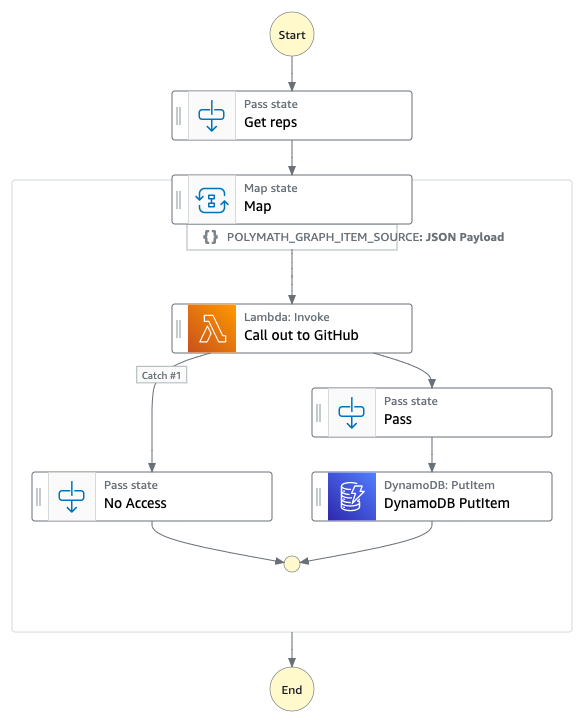 Start
Pass state
Get reps
Map state
Map
{} POLYMATH_GRAPH_ITEM_SOURCE: JSON Payload
Lambda: Invoke
Call out to GitHub
Catch #1
Pass state
Pass
Pass state
No Access
DynamoDB: PutItem
DynamoDB PutItem
End